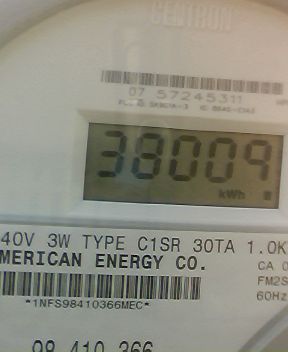 CENTRON
07 57245311
38009
kWh
40V 3W TYPE C1SR 30TA 1.0K
MERICAN ENERGY CO.
CA 0
FM2S
60Hz
*1NFS98410366MEC*
98 410 366